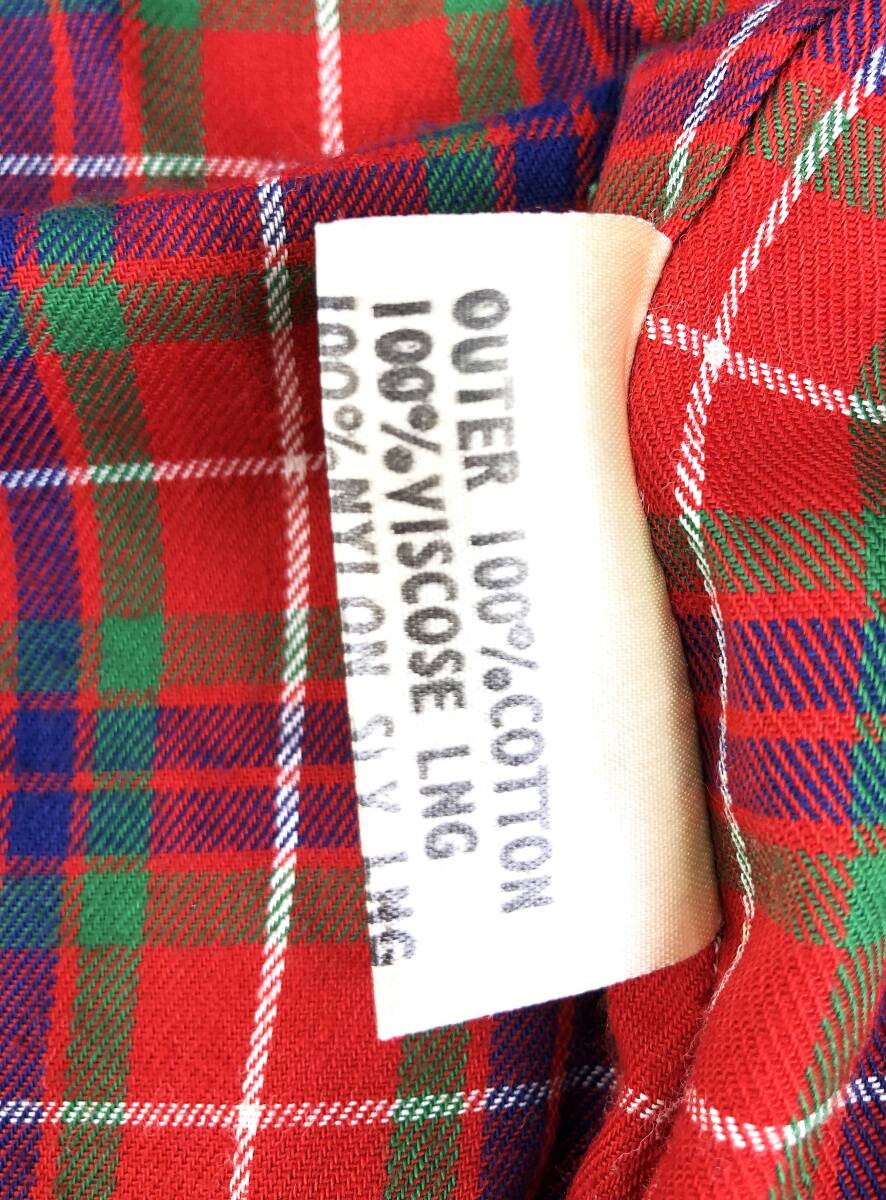 OUTER 100%COTTON
100%VISCOSE LNG
100%NYLON SLV LNG